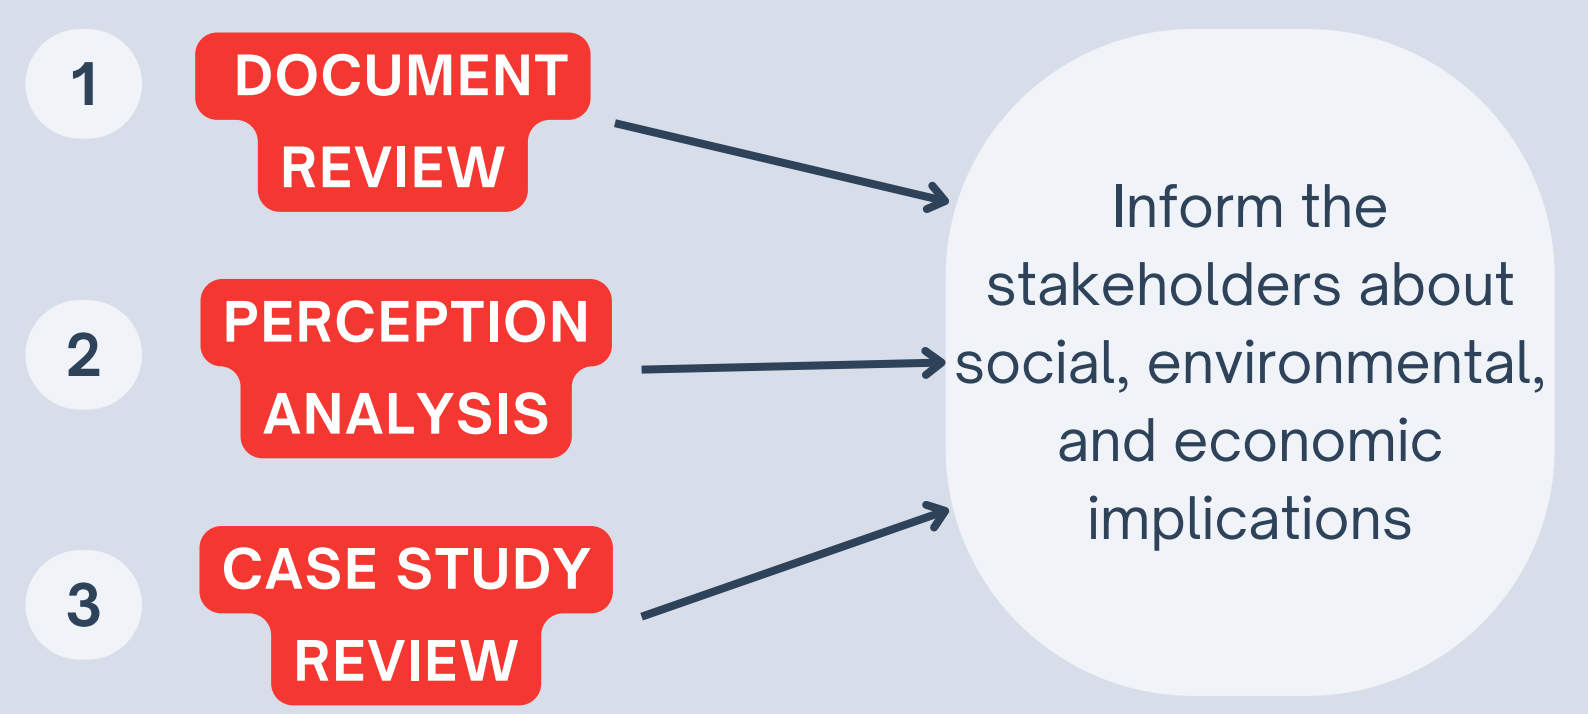 1
DOCUMENT
REVIEW
2
PERCEPTION
ANALYSIS
3
CASE STUDY
REVIEW
Inform the
stakeholders about
social, environmental,
and economic
implications